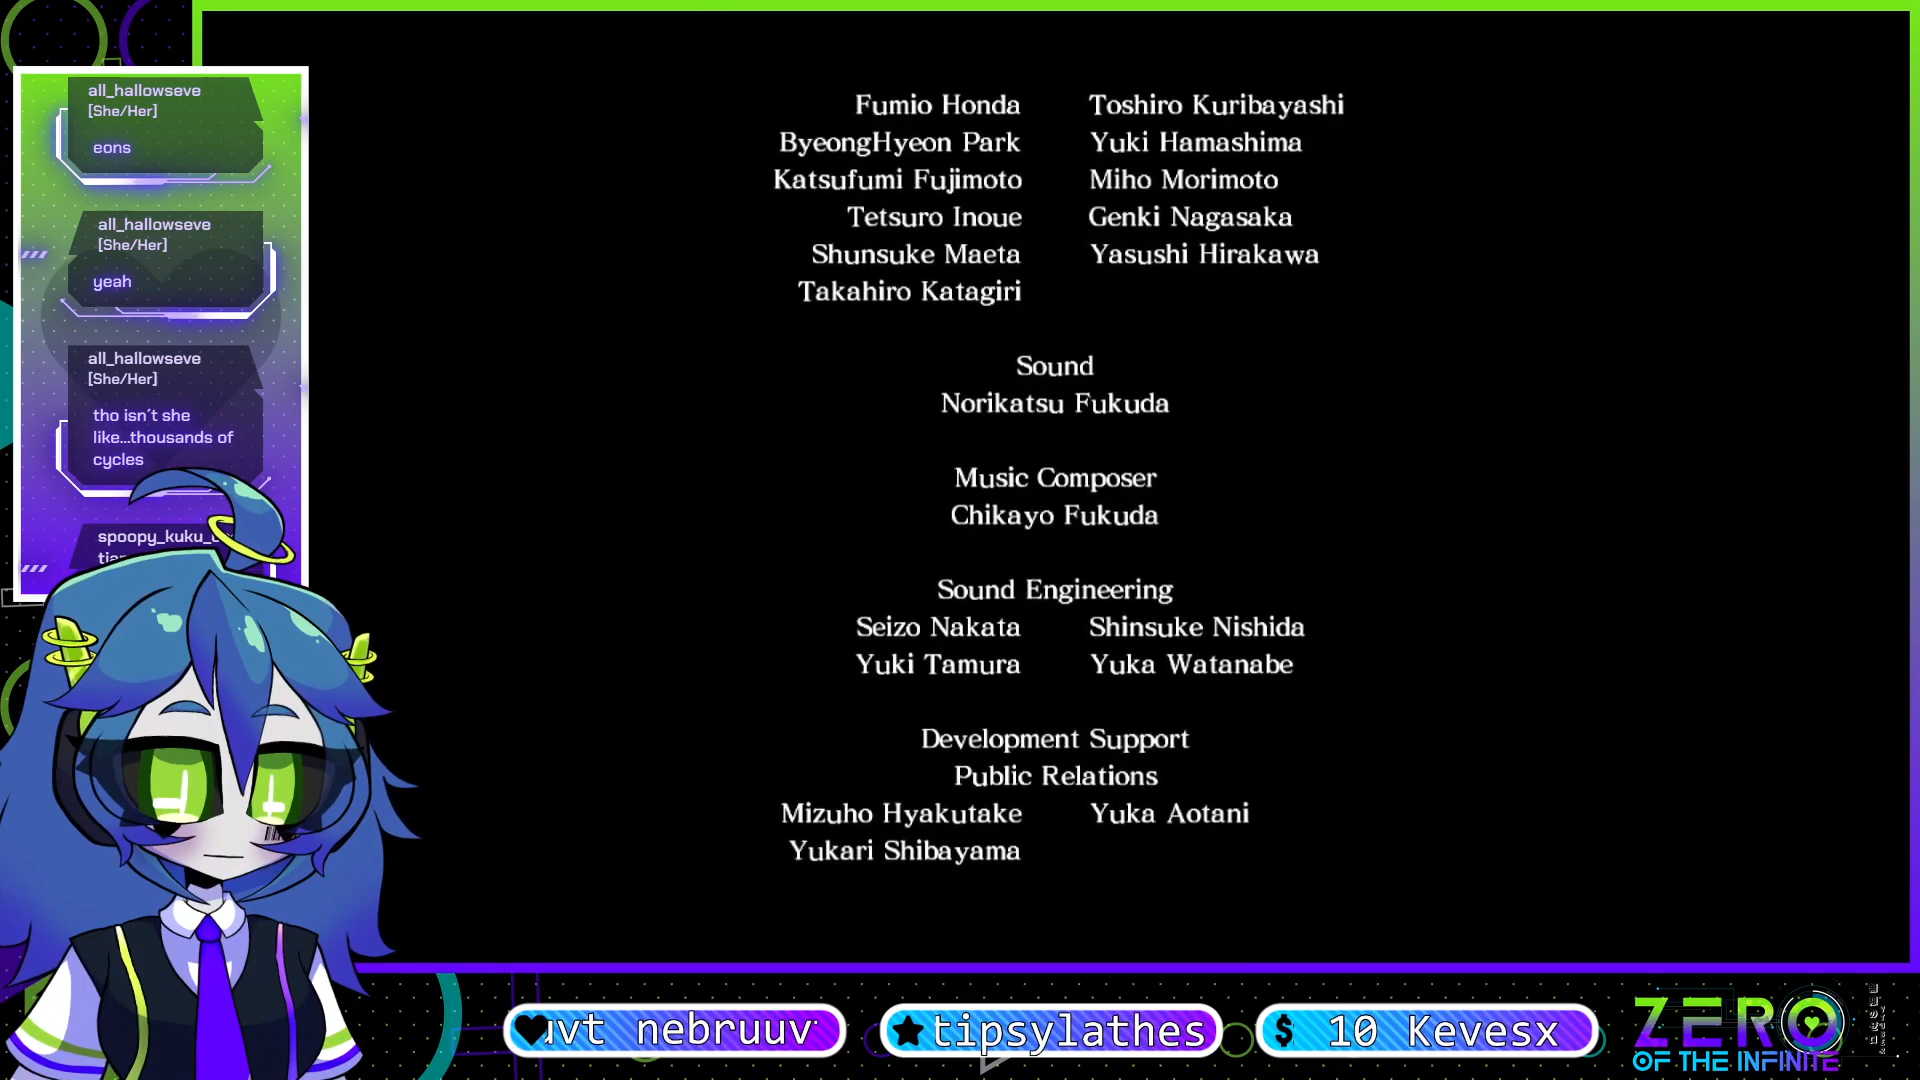 all_hallowseve
[She/Her]
eons
all_hallowseve
[She/Her]
yeah
all_hallowseve
[She/Her]
tho isn't she
like...thousands of
cycles
Fumio Honda Toshiro Kuribayashi
ByeongHyeon Park Yuki Hamashima
Katsufumi Fujimoto Miho Morimoto
Tetsuro Inoue Genki Nagasaka
Shunsuke Maeta Yasushi Hirakawa
Takahiro Katagiri
Sound
Norikatsu Fukuda
Music Composer
Chikayo Fukuda
Sound Engineering
Seizo Nakata Shinsuke Nishida
Yuki Tamura Yuka Watanabe
Development Support
Public Relations
Mizuho Hyakutake Yuka Aotani
Yukari Shibayama
tipsylathes
$ 10 Kevesx
ZERO
OF THE INFINITE